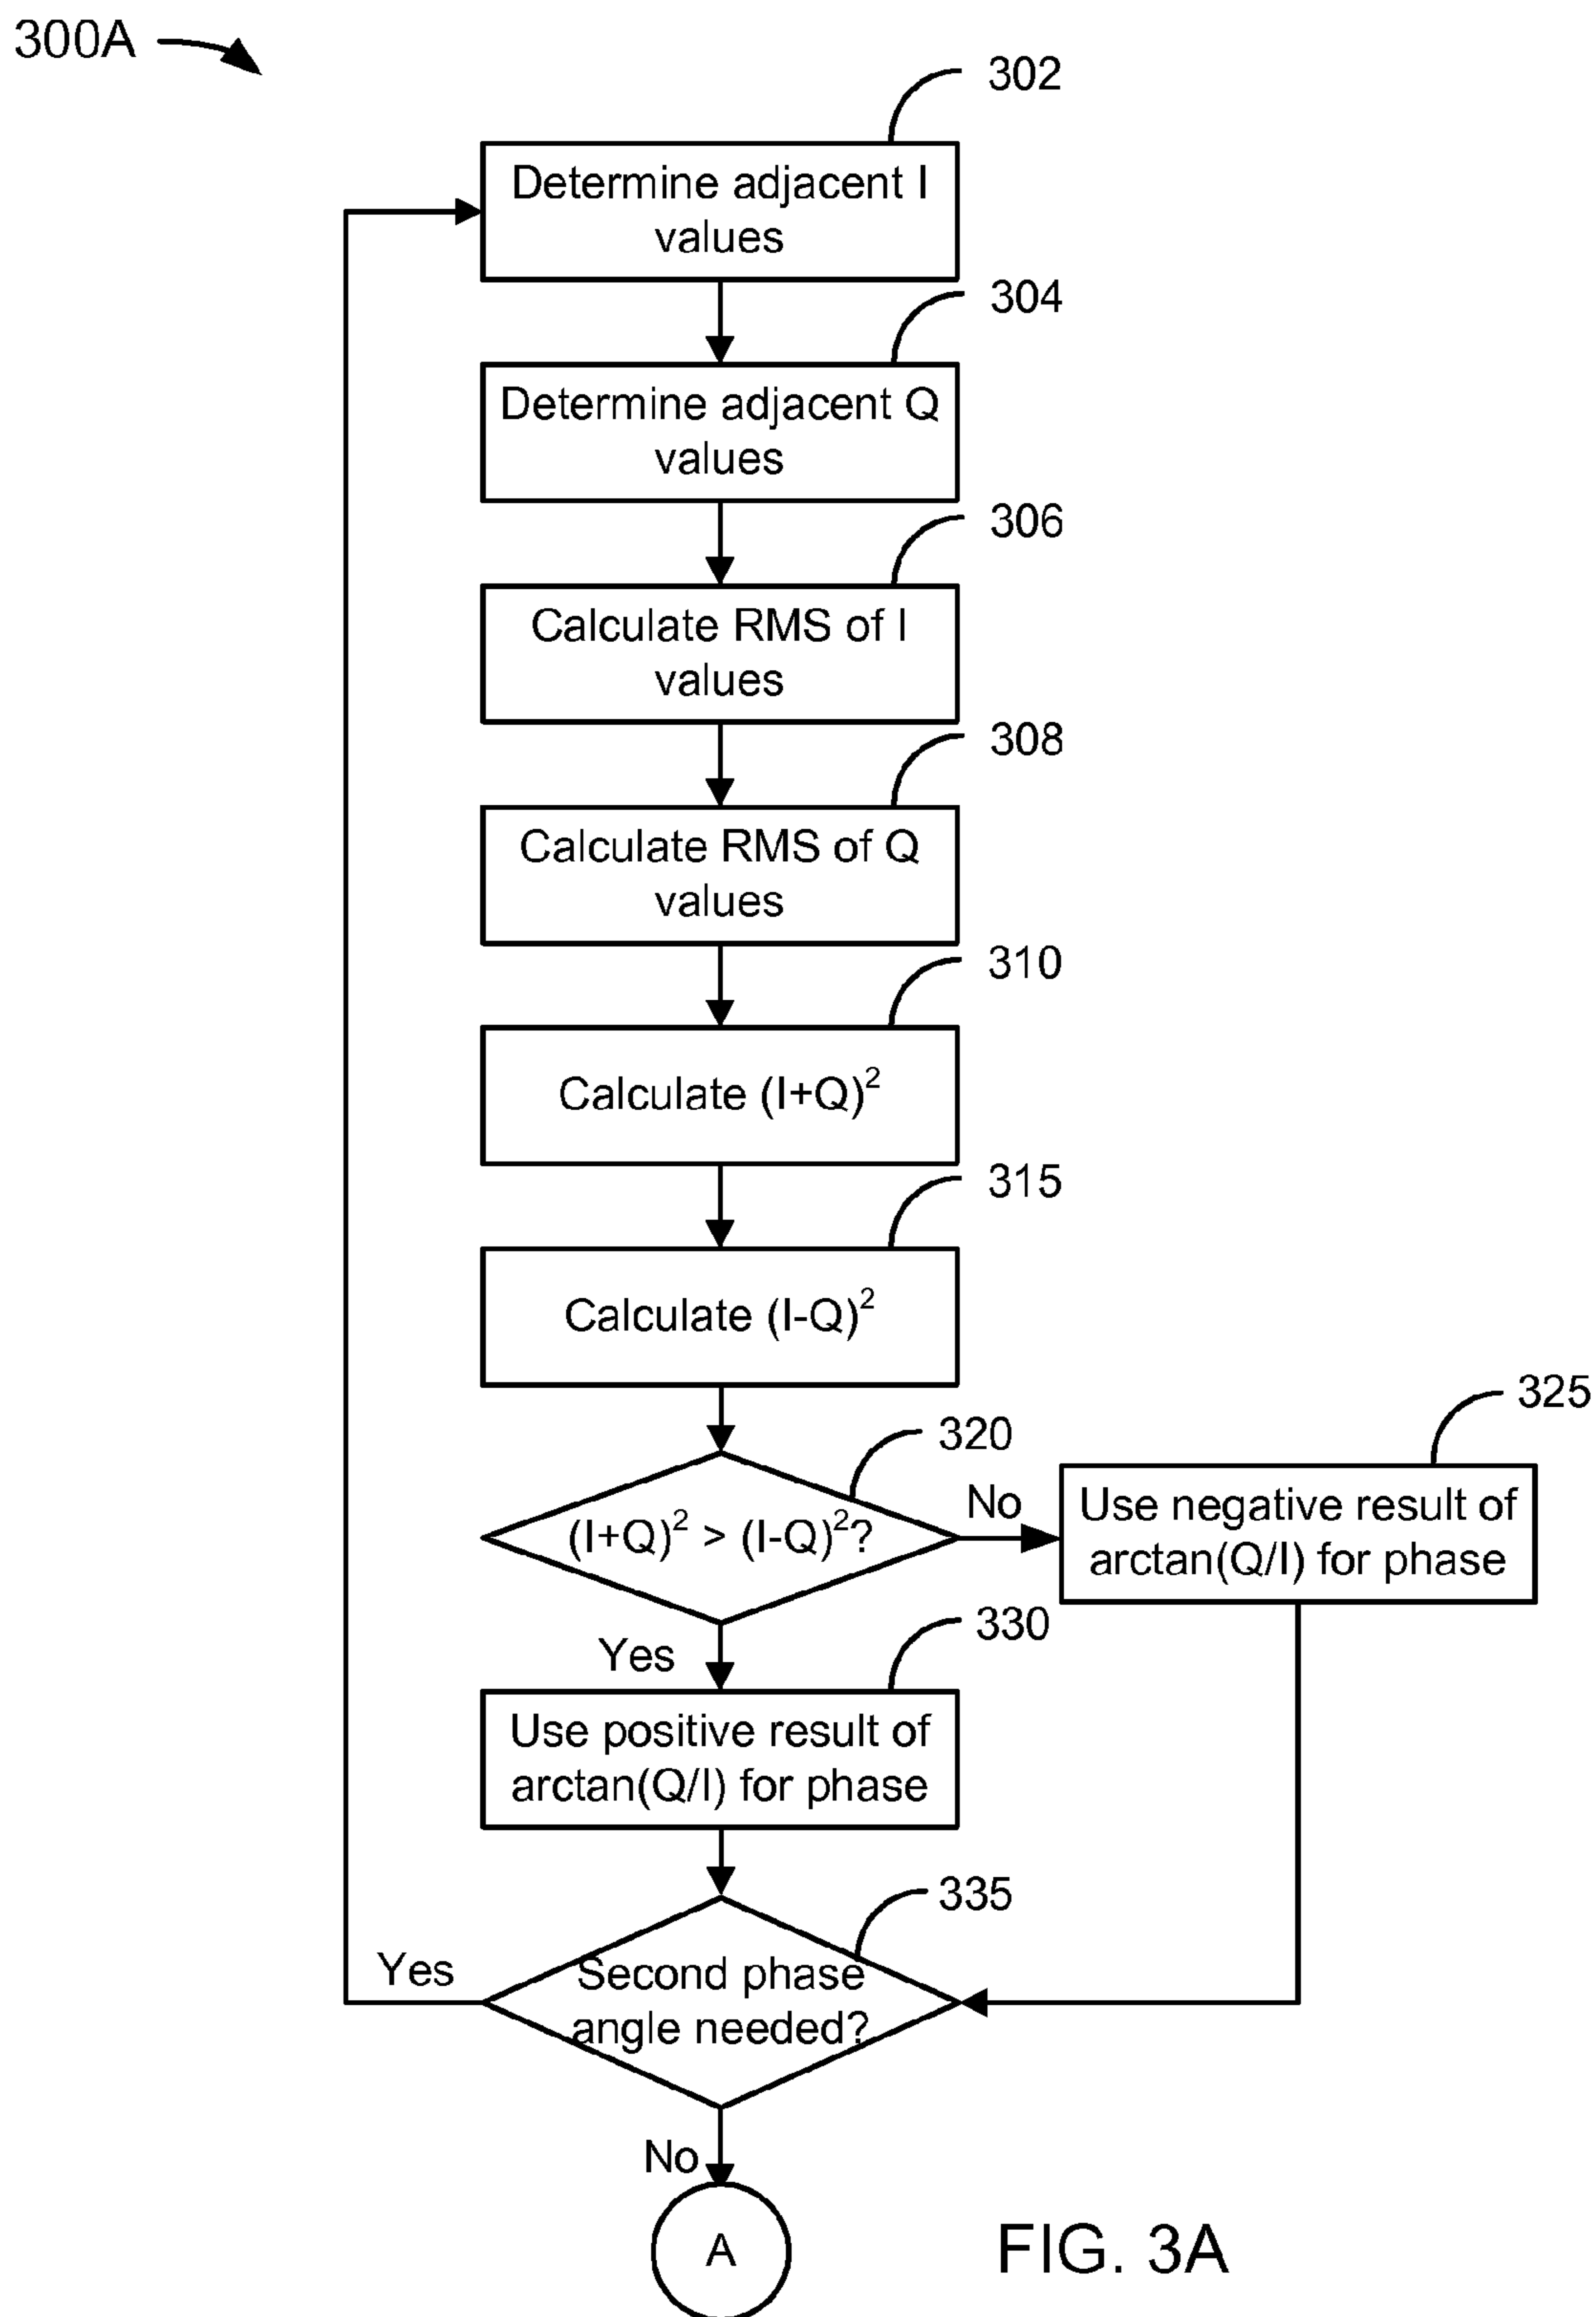 300A
302
Determine adjacent I
values
304
Determine adjacent Q
values
306
Calculate RMS of I
values
308
Calculate RMS of Q
values
310
Calculate (I+Q)²
315
Calculate (I-Q)²
320
(I+Q)² > (I-Q)²?
No
325
Use negative result of
arctan(Q/I) for phase
Yes
330
Use positive result of
arctan(Q/I) for phase
335
Second phase
angle needed?
Yes
No
A
FIG. 3A